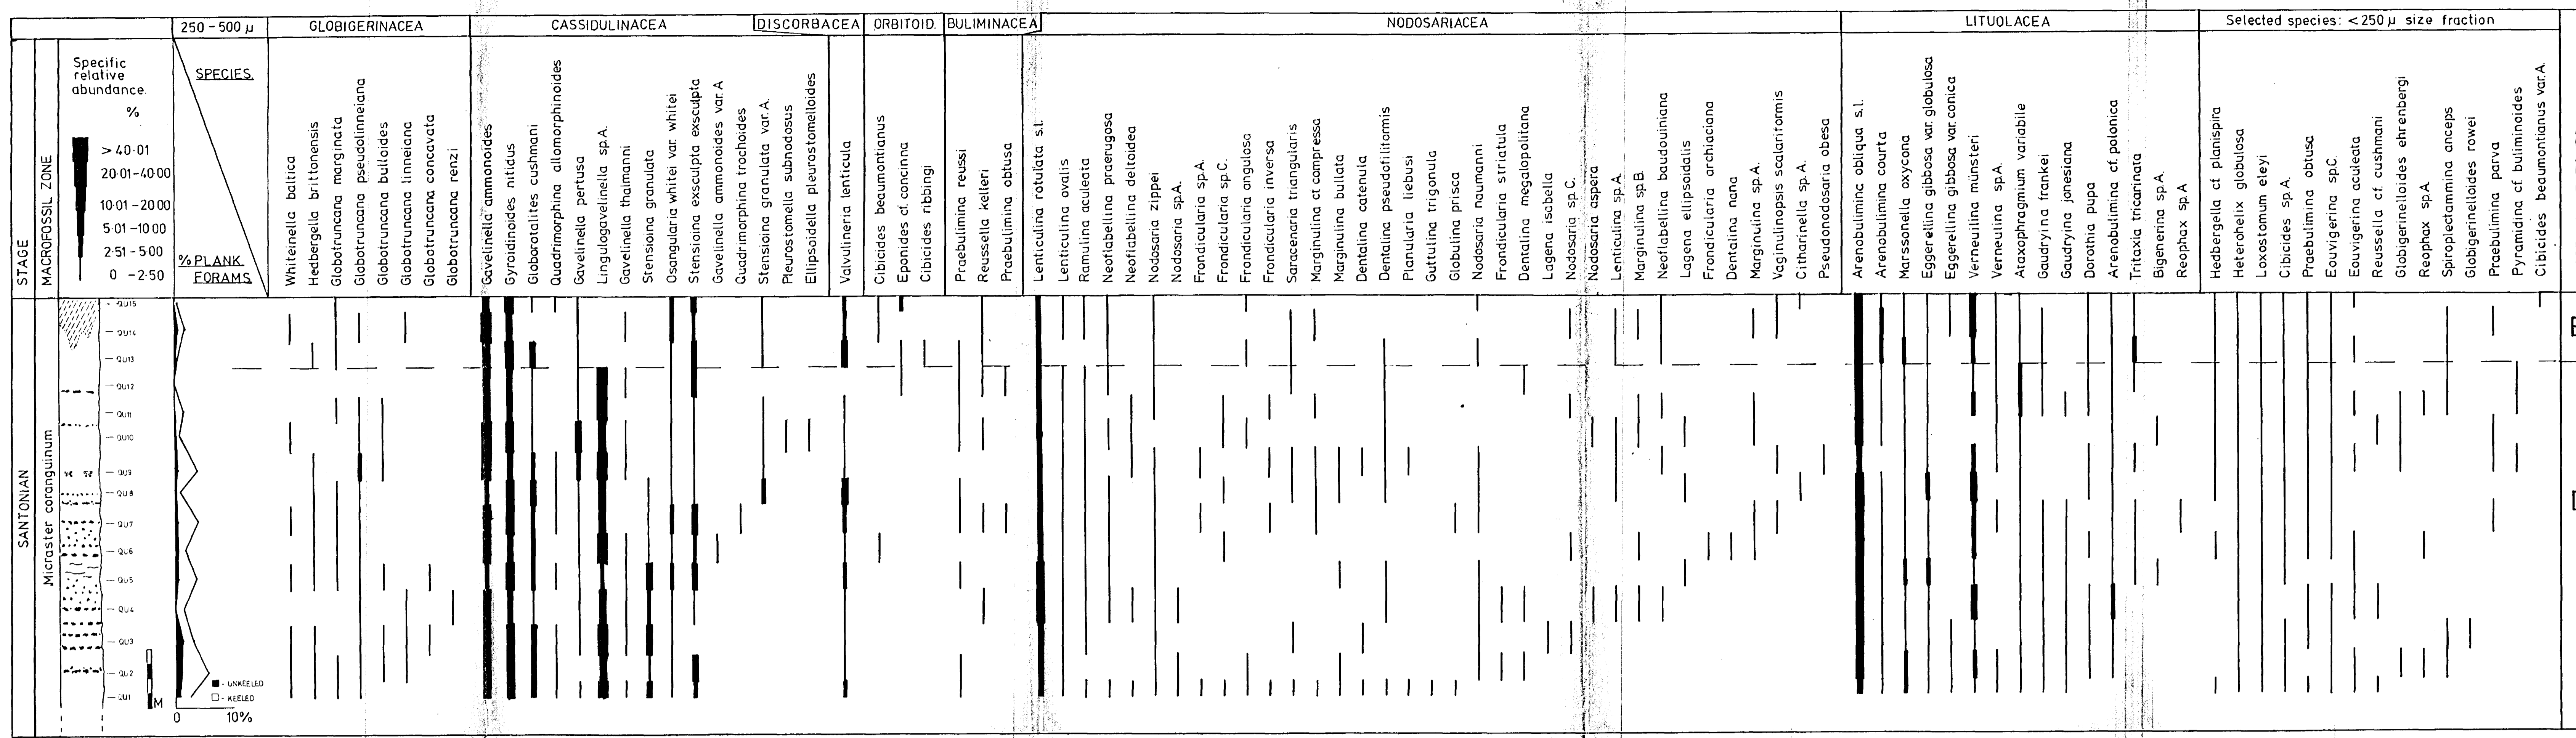 250 - 500 µ
GLOBIGERINACEA
CASSIDULINACEA
DISCORBACEA
ORBITOID.
BULIMINACEA
NODOSARIACEA
LITUOLACEA
Selected species: < 250 µ size fraction
STAGE
MACROFOSSIL ZONE
Specific
relative
abundance.
%
> 40·01
20·01-40·00
10·01-20·00
5·01-10·00
2·51-5·00
0 -2·50
SPECIES
% PLANK.
FORAMS
Whiteinella baltica
Hedbergella brittonensis
Globotruncana marginata
Globotruncana pseudolinneiana
Globotruncana bulloides
Globotruncana linneiana
Globotruncana concavata
Globotruncana renzi
Gavelinella ammonoides
Gyroidinoides nitidus
Globorotalites cushmani
Quadrimorphina allomorphinoides
Gavelinella pertusa
Lingulogavelinella sp.A.
Gavelinella thalmanni
Stensioina granulata
Osangularia whitei var. whitei
Stensioina exsculpta exsculpta
Gavelinella ammonoides var. A
Quadrimorphina trochoides
Stensioina granulata var. A.
Pleurostomella subnodosus
Ellipsoidella pleurostomelloides
Valvulineria lenticula
Cibicides beaumontianus
Eponides cf. concinna
Cibicides ribbingi
Praebulimina reussi
Reussella kelleri
Praebulimina obtusa
Lenticulina rotulata s.l.
Lenticulina ovalis
Ramulina aculeata
Neoflabellina praerugosa
Neoflabellina deltoidea
Nodosaria zippei
Nodosaria sp.A.
Frondicularia sp.A.
Frondicularia sp.C.
Frondicularia angulosa
Frondicularia inversa
Saracenaria triangularis
Marginulina cf. compressa
Marginulina bullata
Dentalina catenula
Dentalina pseudofilitormis
Planularia liebusi
Guttulina trigonula
Globulina prisca
Nodosaria naumanni
Frondicularia striatula
Dentalina megalopolitana
Lagena isabella
Nodosaria sp.C.
Nodosaria aspera
Lenticulina sp.A.
Marginulina sp.B.
Neoflabellina baudouiniana
Lagena ellipsoidalis
Frondicularia archiaciana
Dentalina nana
Marginulina sp.A.
Vaginulinopsis scalariformis
Citharinella sp.A.
Pseudonodosaria obesa
Arenobulimina obliqua s.l.
Arenobulimina courta
Marssonella oxycona
Eggerellina gibbosa var. globulosa
Eggerellina gibbosa var. conica
Verneuilina münsteri
Verneulina sp.A.
Ataxophragmium variabile
Gaudryina frankei
Gaudryina jonesiana
Dorothia pupa
Arenobulimina cf. polonica
Tritaxia tricarinata
Bigenerina sp.A.
Reophax sp.A
Hedbergella cf planispira
Heterohelix globulosa
Loxostomum eleyi
Cibicides sp. A.
Praebulimina obtusa
Eouvigerina sp.C.
Eouvigerina aculeata
Reussella cf. cushmani
Globigerinelloides ehrenbergi
Reophax sp.A.
Spiroplectammina anceps
Globigerinelloides rowei
Praebulimina parva
Pyramidina cf. buliminoides
Cibicides beaumontianus var. A.
SANTONIAN
Micraster coranguinum
QU15
QU14
QU13
QU12
QU11
QU10
QU9
QU8
QU7
QU6
QU5
QU4
QU3
QU2
QU1
M
- UNKEELED
- KEELED
0 10%